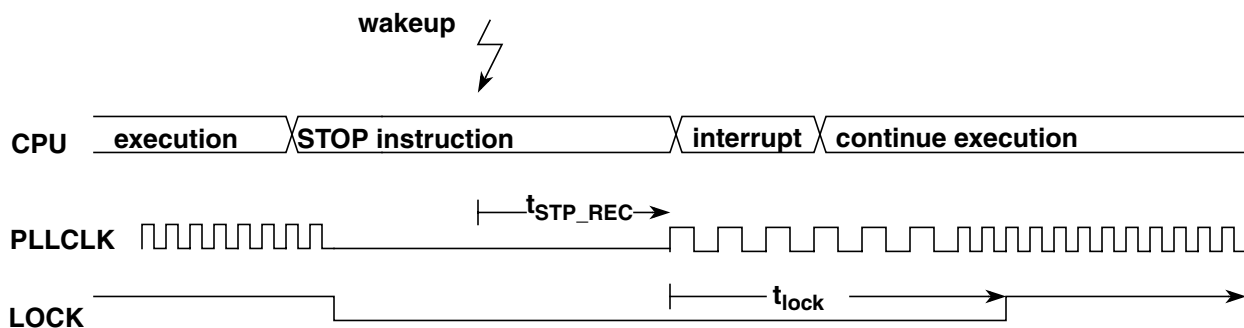 wakeup
CPU execution STOP instruction interrupt continue execution
tSTP_REC
PLLCLK
tlock
LOCK